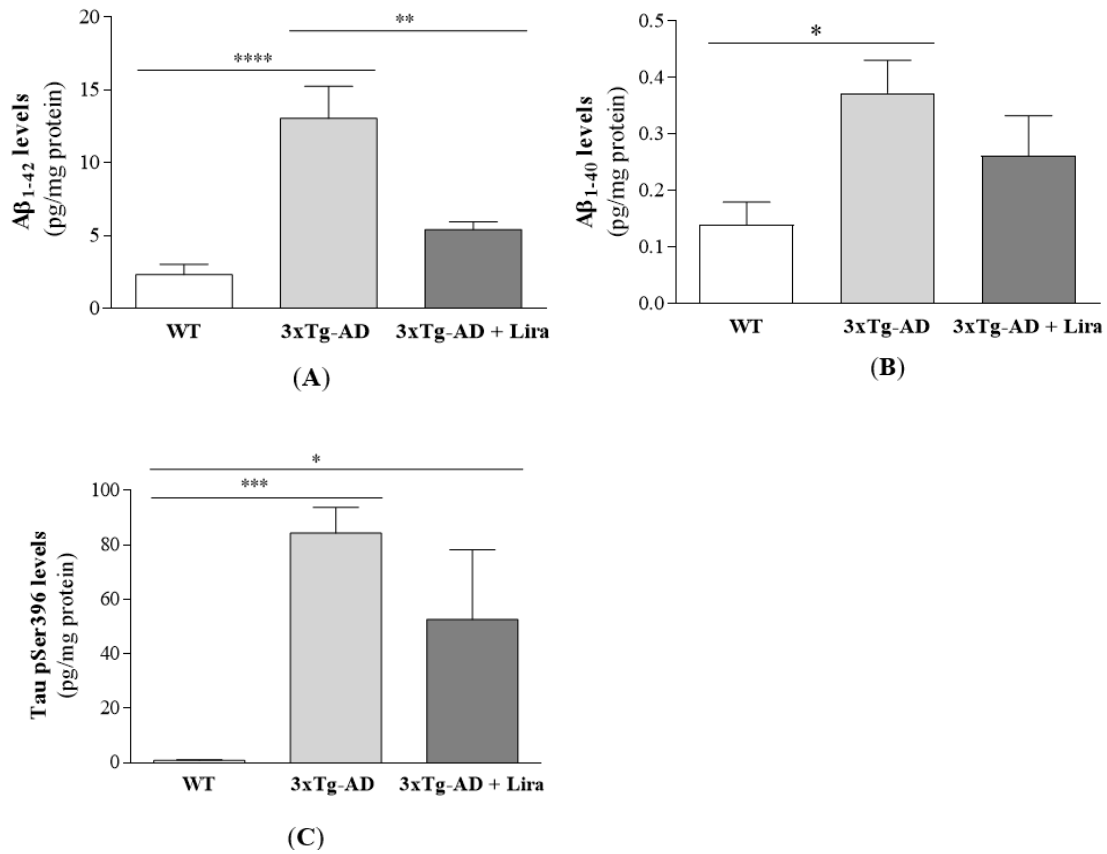 Aβ1-42 levels
(pg/mg protein)
20
15
10
5
0
****
**
WT
3xTg-AD
3xTg-AD + Lira
(A)
Aβ1-40 levels
(pg/mg protein)
0.5
0.4
0.3
0.2
0.1
0.0
*
WT
3xTg-AD
3xTg-AD + Lira
(B)
Tau pSer396 levels
(pg/mg protein)
100
80
60
40
20
0
*
***
WT
3xTg-AD
3xTg-AD + Lira
(C)